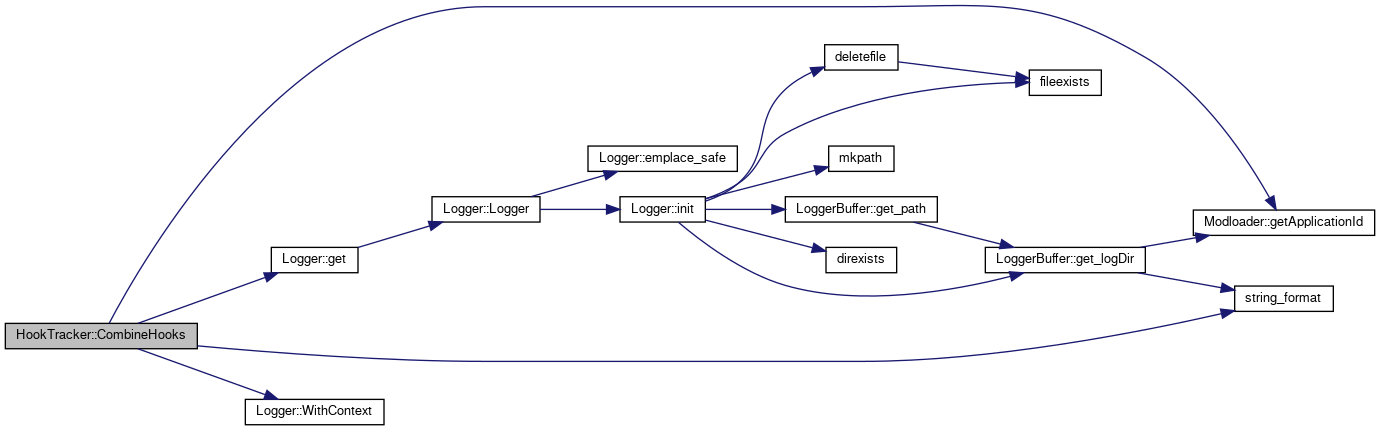 deletefile
fileexists
Logger::emplace_safe
mkpath
Logger::Logger
Logger::init
LoggerBuffer::get_path
Modloader::getApplicationId
Logger::get
direxists
LoggerBuffer::get_logDir
string_format
HookTracker::CombineHooks
Logger::WithContext